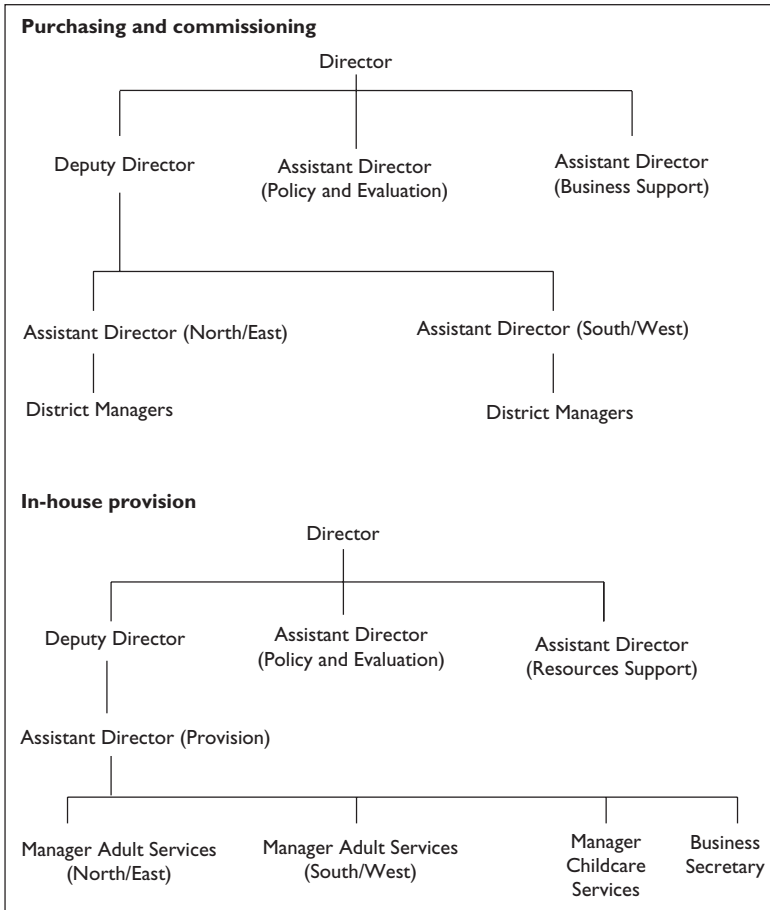 Purchasing and commissioning
Director
Deputy Director
Assistant Director
(Policy and Evaluation)
Assistant Director
(Business Support)
Assistant Director (North/East)
Assistant Director (South/West)
District Managers
District Managers
In-house provision
Director
Deputy Director
Assistant Director
(Policy and Evaluation)
Assistant Director
(Resources Support)
Assistant Director (Provision)
Manager Adult Services
(North/East)
Manager Adult Services
(South/West)
Manager
Childcare
Services
Business
Secretary